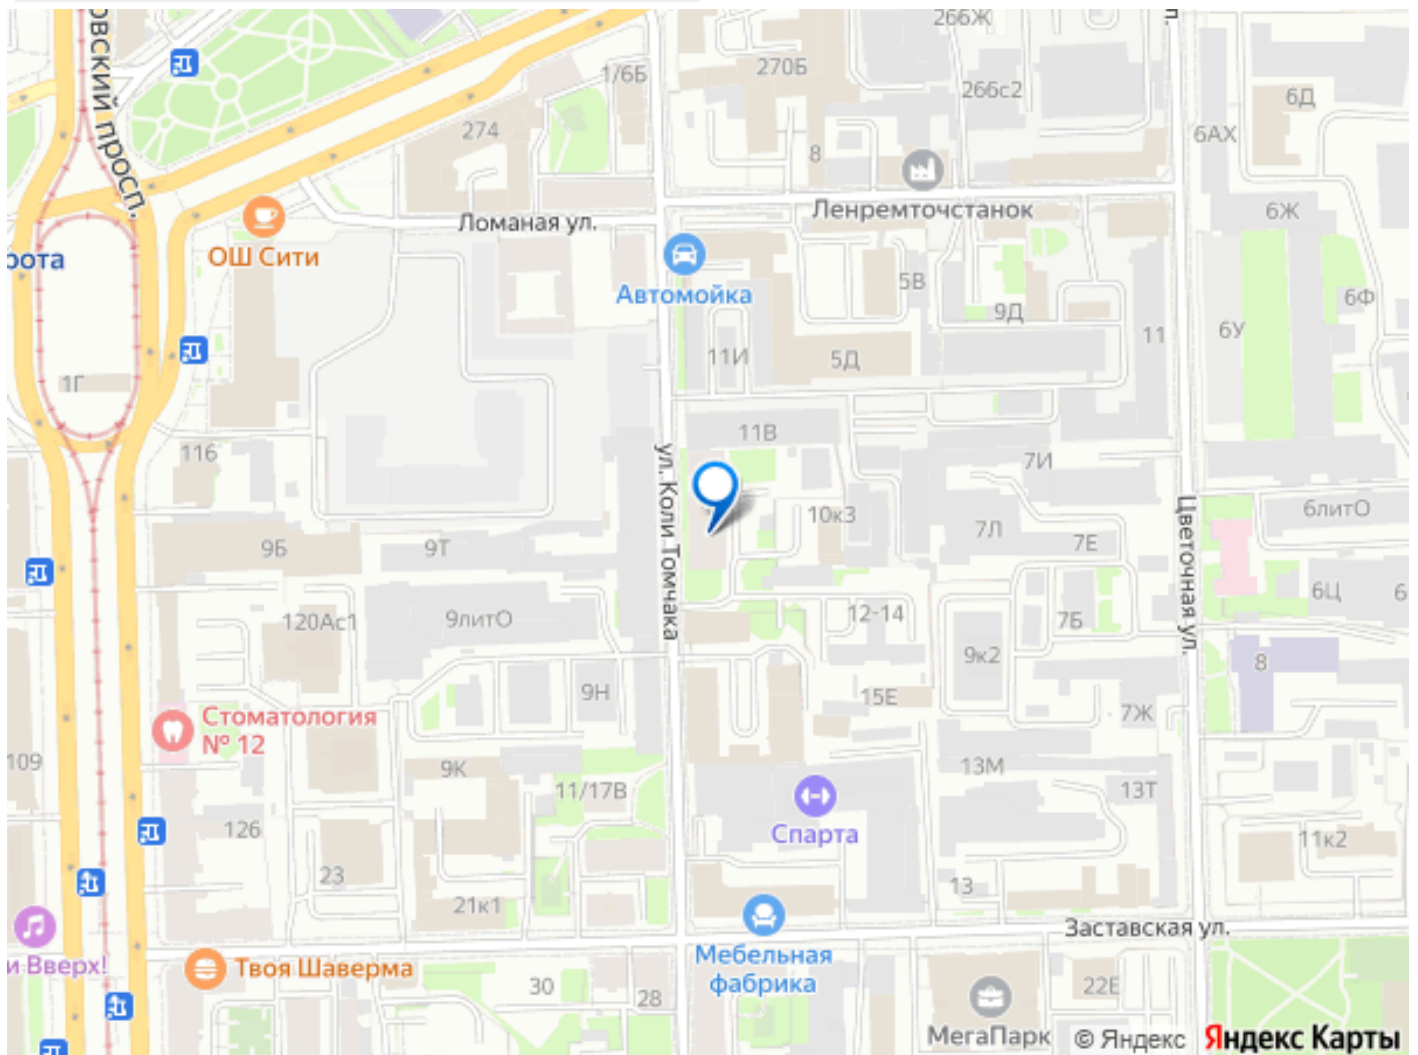 овский просп.
266Ж
п.
1/6Б
270Б
266с2
6Д
274
8
6АХ
Ленремточстанок
6Ж
Ломаная ул.
рота
ОШ Сити
Автомойка
5В
9Д
6Ф
11И
5Д
11
6У
1Г
116
11В
7И
ул. Коли Томчака
10к3
7Л
7Е
Цветочная ул.
6литО
9Б
9Т
120Ас1
9литО
12-14
7Б
6Ц
6
9к2
8
9Н
15Е
7Ж
Стоматология
№ 12
109
9К
11/17В
13М
13Т
126
Спарта
11к2
23
21к1
13
Заставская ул.
и Вверх!
Твоя Шаверма
Мебельная
фабрика
30
28
22Е
МегаПарк
© Яндекс
Яндекс Карты